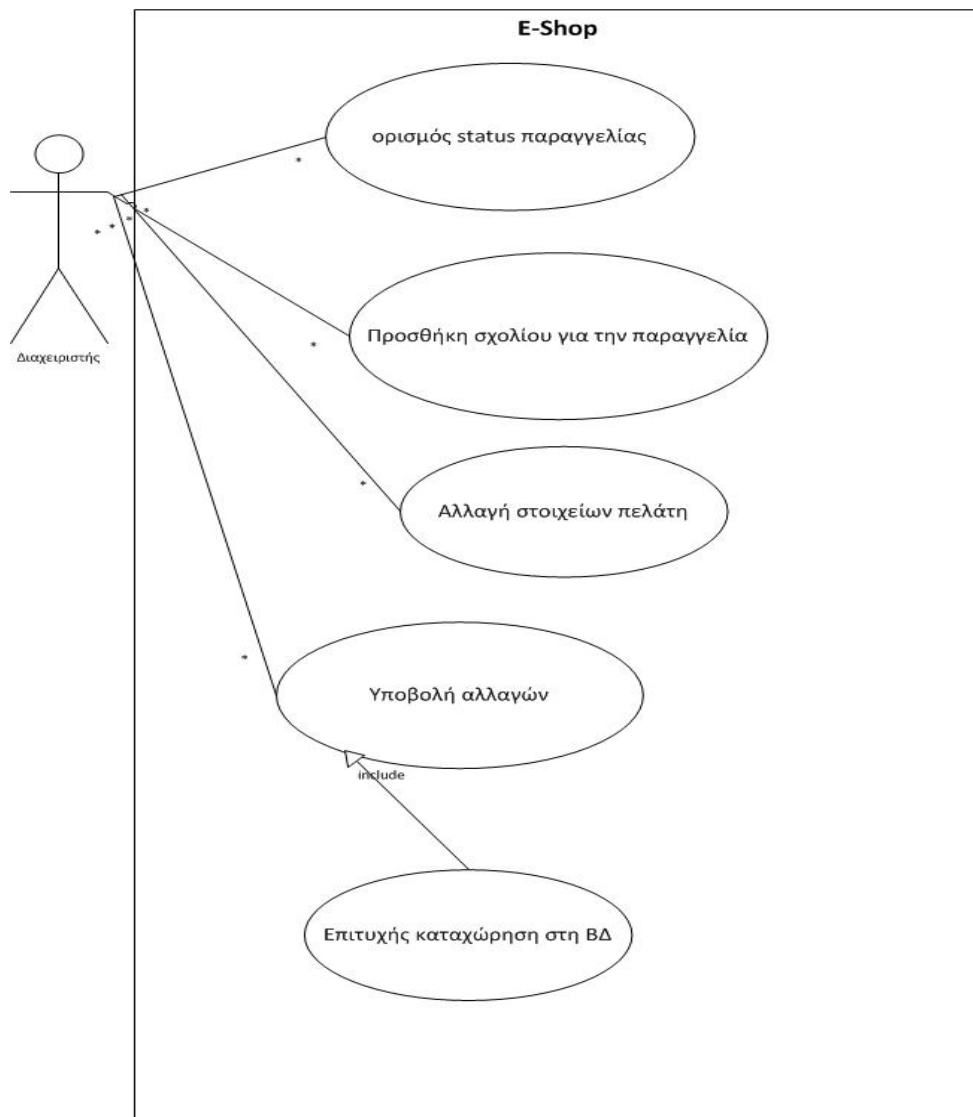 E-Shop
ορισμός status παραγγελίας
*
* * * *
Διαχειριστής
Προσθήκη σχολίου για την παραγγελία
*
Αλλαγή στοιχείων πελάτη
*
Υποβολή αλλαγών
*
include
Επιτυχής καταχώρηση στη ΒΔ